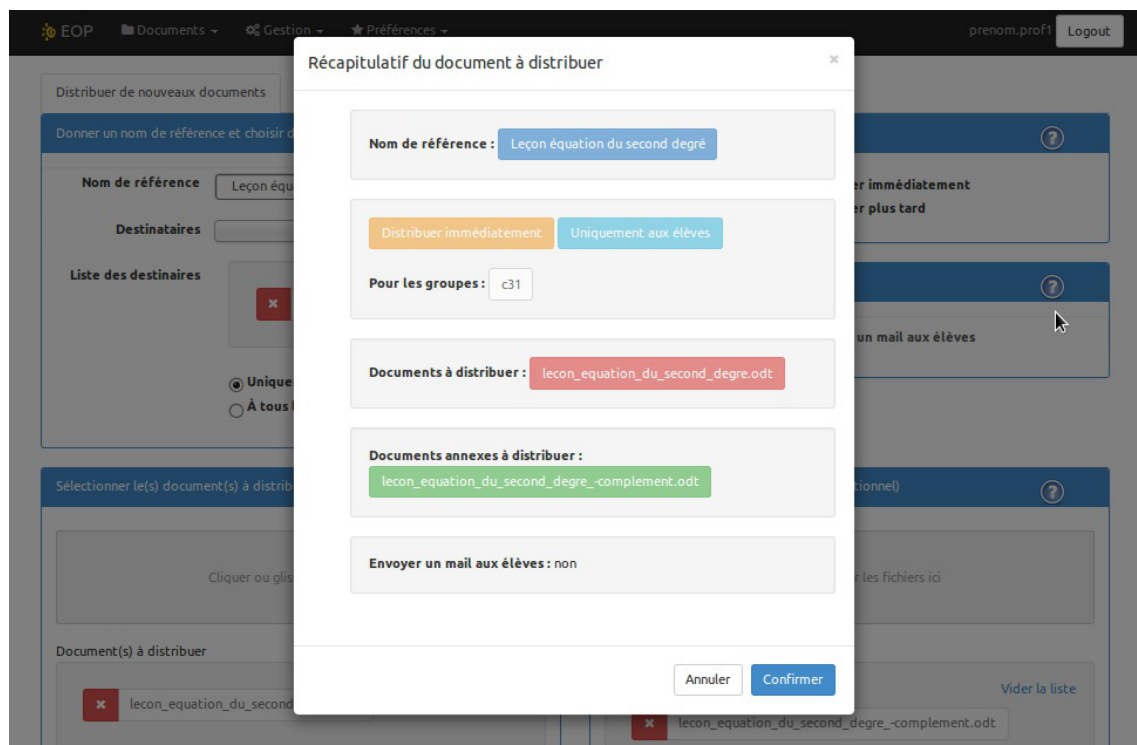 EOP Documents Gestion Préférences prenom.prof1 Logout
Récapitulatif du document à distribuer ×
Distribuer de nouveaux documents
Donner un nom de référence et choisir d
Nom de référence : Leçon équation du second degré
Nom de référence Leçon équ
er immédiatement
er plus tard
Destinataires
Distribuer immédiatement Uniquement aux élèves
Liste des destinaires
Pour les groupes : c31
un mail aux élèves
Documents à distribuer : lecon_equation_du_second_degre.odt
Unique
À tous l
Documents annexes à distribuer :
lecon_equation_du_second_degre_-complement.odt
Sélectionner le(s) document(s) à distrib
tionnel)
Envoyer un mail aux élèves : non
Cliquer ou glis
r les fichiers ici
Document(s) à distribuer
Annuler Confirmer
Vider la liste
lecon_equation_du_second
lecon_equation_du_second_degre_-complement.odt